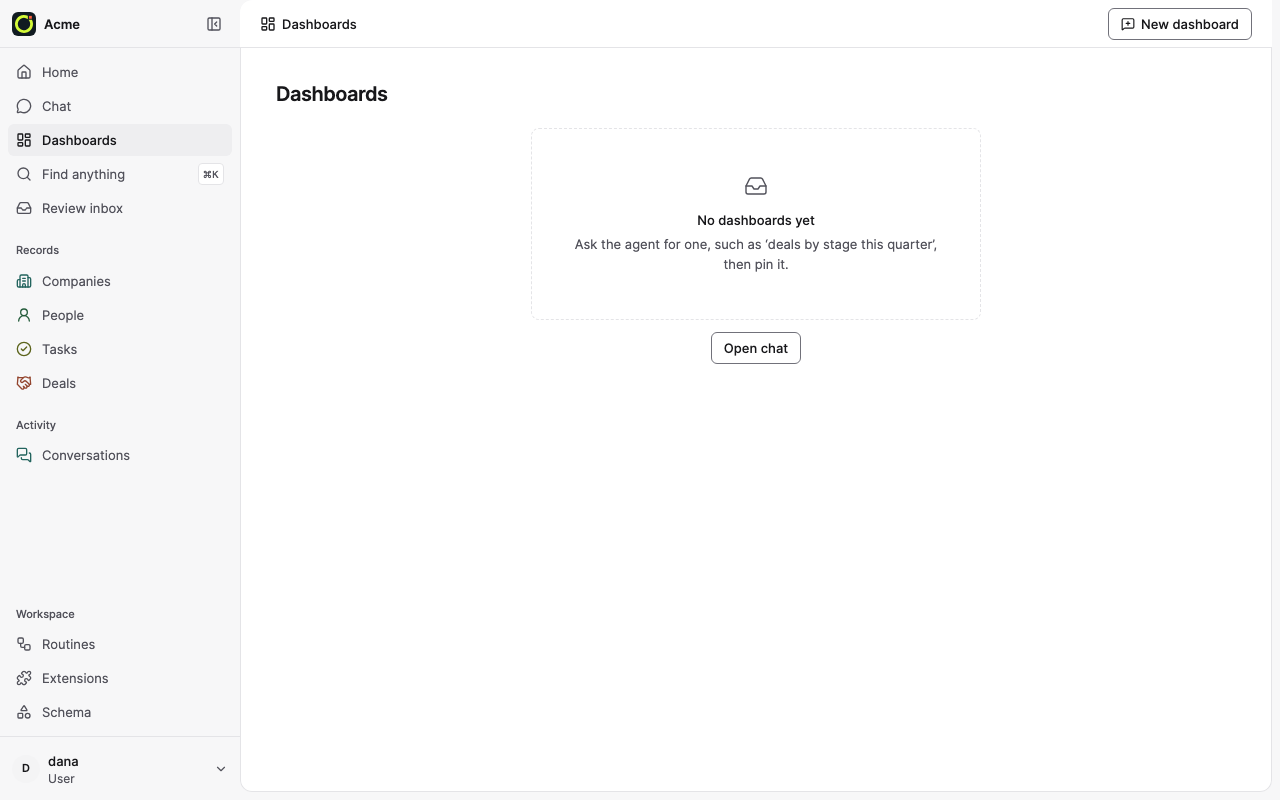 Acme
Dashboards
New dashboard
Home
Chat
Dashboards
Find anything
⌘K
Review inbox
Records
Companies
People
Tasks
Deals
Activity
Conversations
Workspace
Routines
Extensions
Schema
D
dana
User
Dashboards
No dashboards yet
Ask the agent for one, such as ‘deals by stage this quarter’,
then pin it.
Open chat